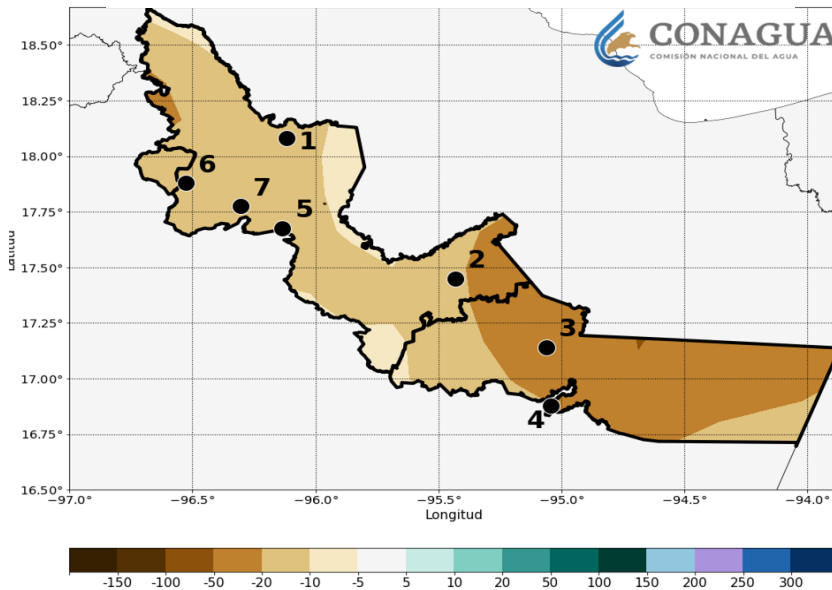 CONAGUA
COMISIÓN NACIONAL DEL AGUA
18.50°
18.25°
18.00°
17.75°
17.50°
17.25°
17.00°
16.75°
16.50°
Latitud
1
6
7
5
2
3
4
−97.0° −96.5° −96.0° −95.5° −95.0° −94.5° −94.0°
Longitud
-150 -100 -50 -20 -10 -5 5 10 20 50 100 150 200 250 300